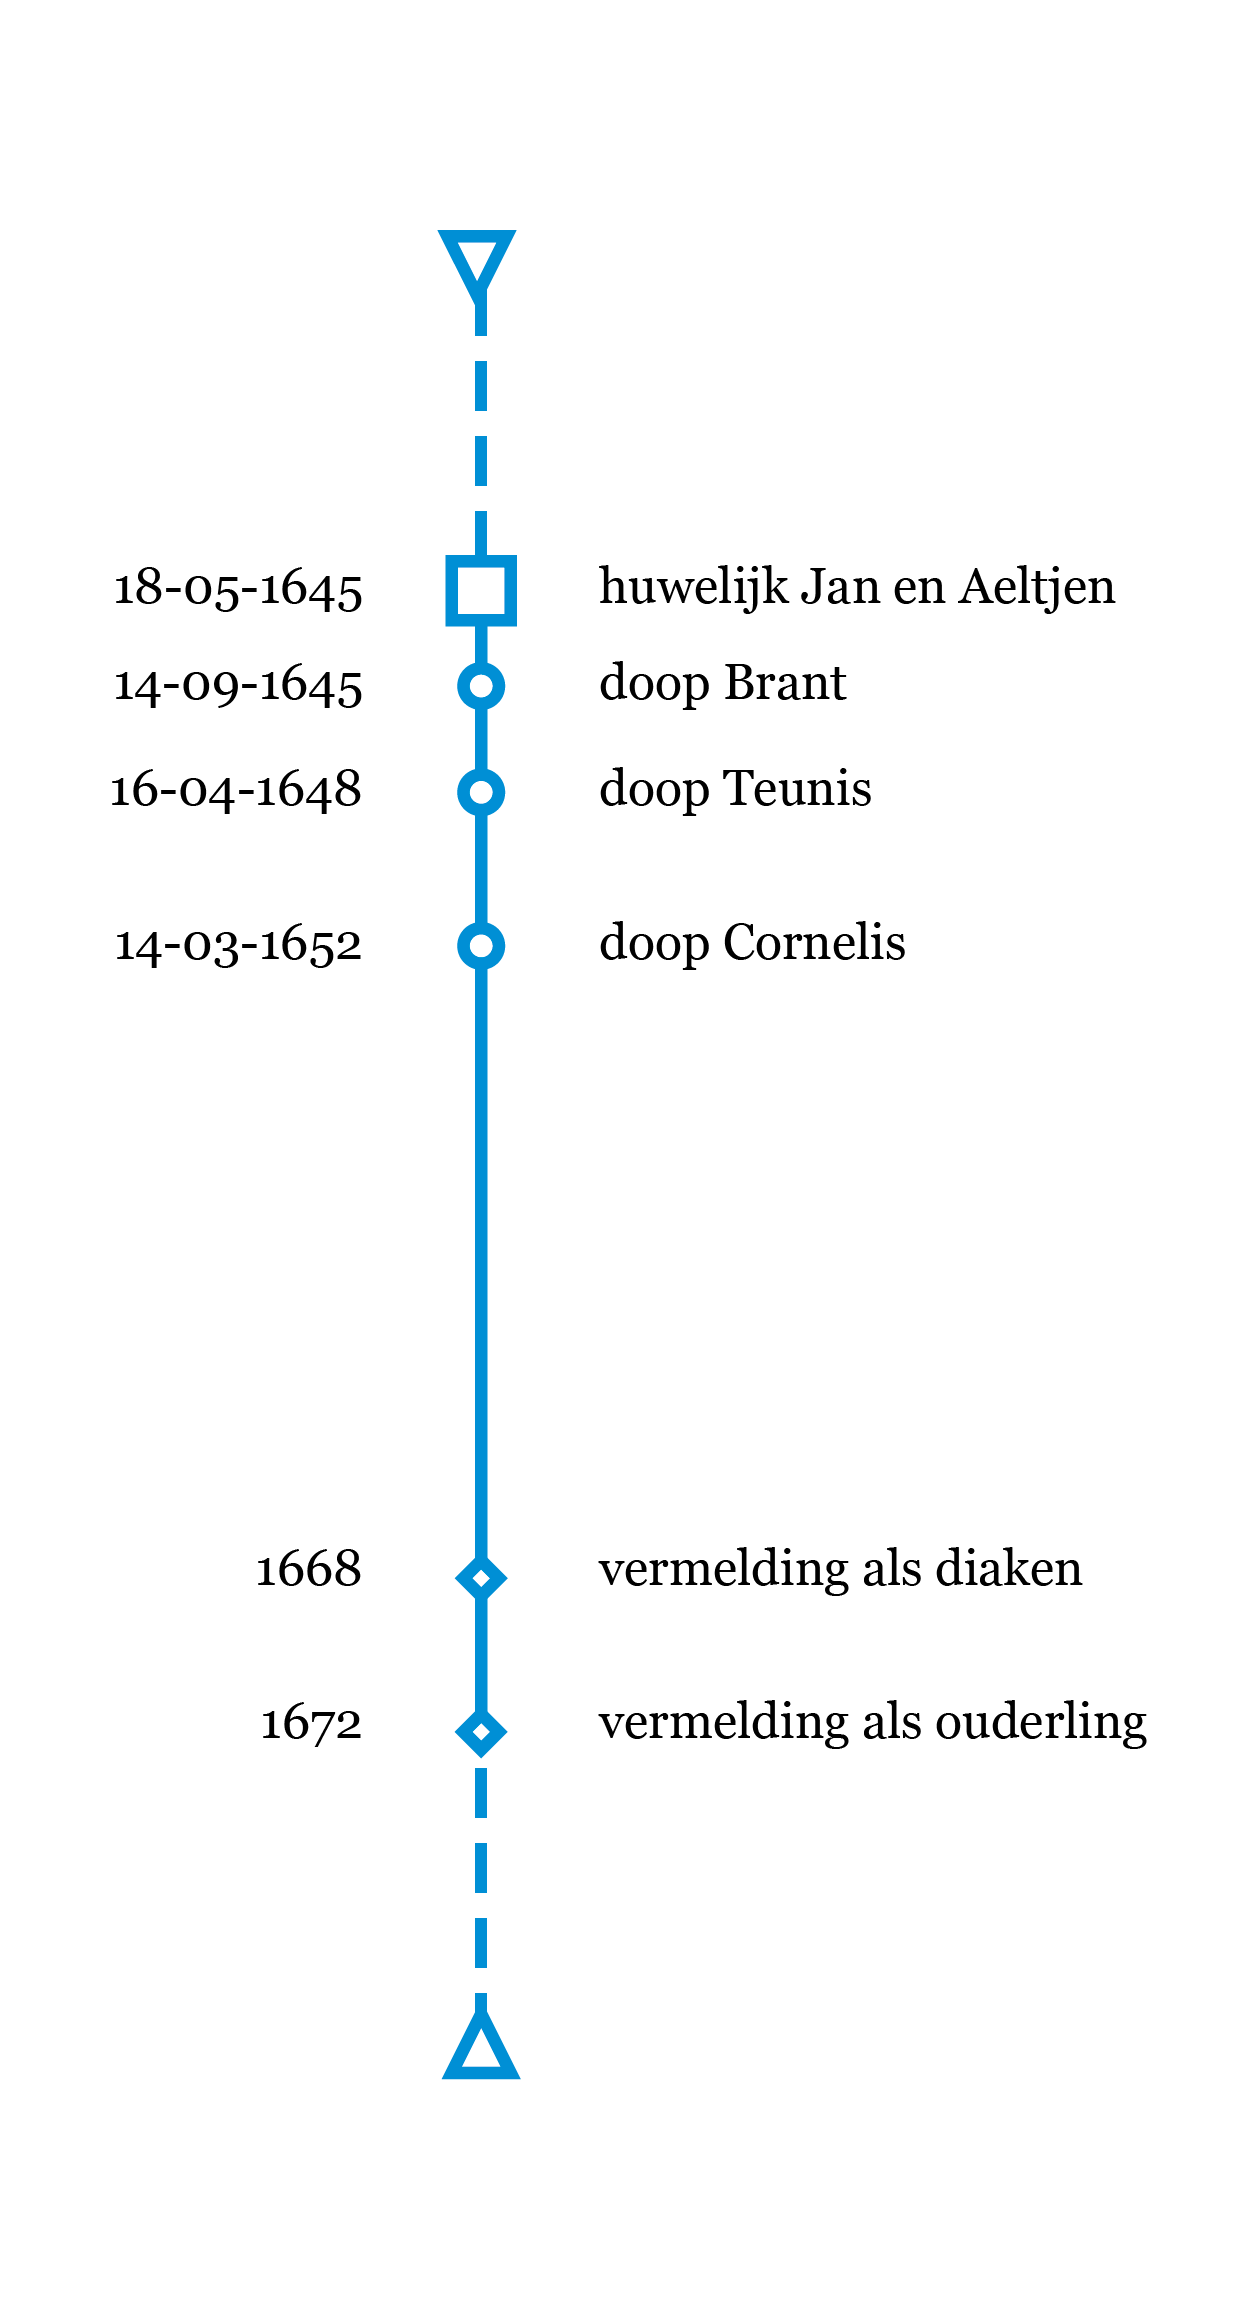 18-05-1645 huwelijk Jan en Aeltjen
14-09-1645 doop Brant
16-04-1648 doop Teunis
14-03-1652 doop Cornelis
1668 vermelding als diaken
1672 vermelding als ouderling